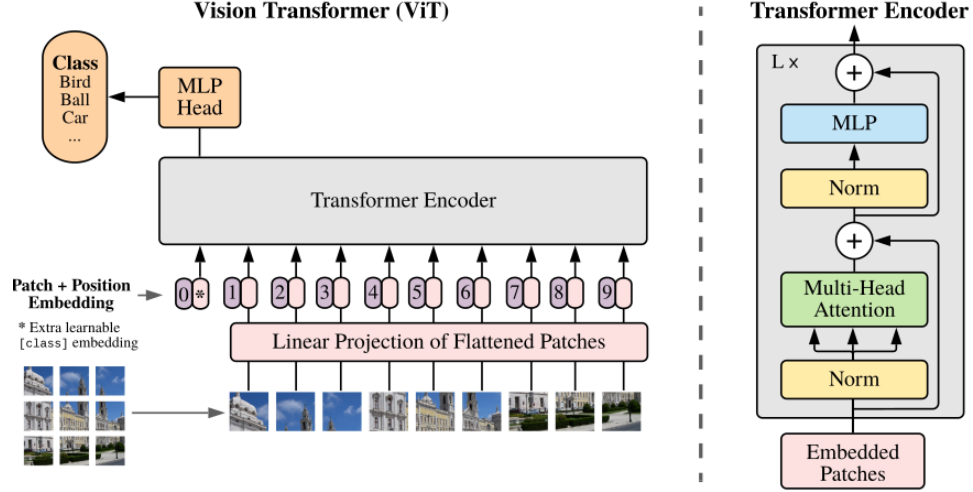 Vision Transformer (ViT)
Class
Bird
Ball
Car
...
MLP
Head
Transformer Encoder
Patch + Position
Embedding
0 * 1 2 3 4 5 6 7 8 9
* Extra learnable
[class] embedding
Linear Projection of Flattened Patches
Transformer Encoder
L ×
+
MLP
Norm
+
Multi-Head
Attention
Norm
Embedded
Patches